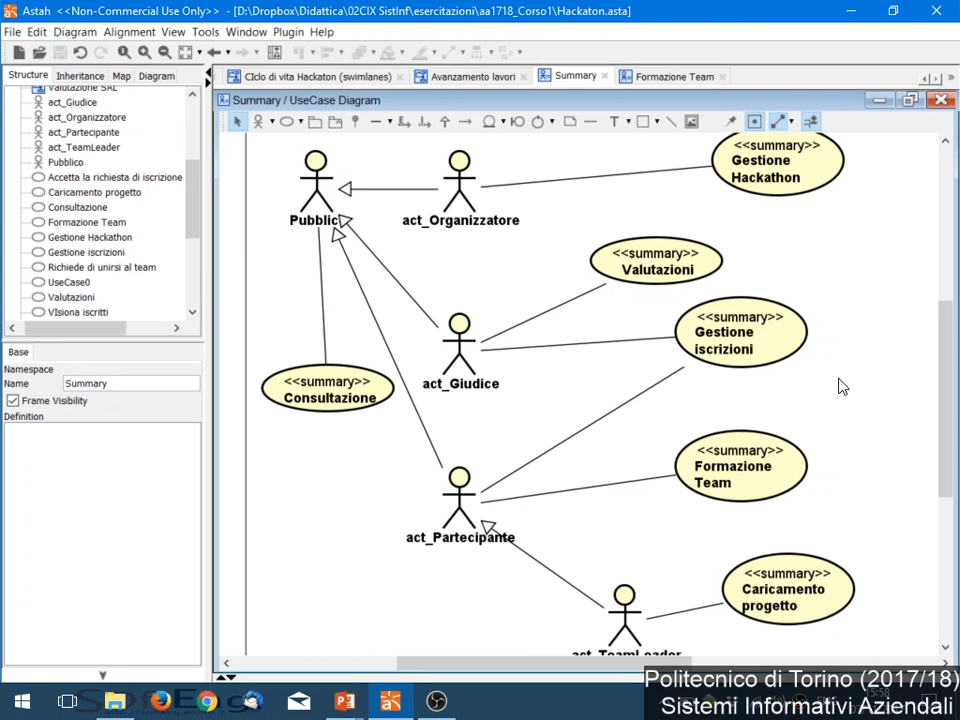 Astah <<Non-Commercial Use Only>> - [D:\Dropbox\Didattica\02CIX SistInf\esercitazioni\aa1718_Corso1\Hackaton.asta]
File Edit Diagram Alignment View Tools Window Plugin Help
Structure Inheritance Map Diagram
CIclo di vita Hackaton (swimlanes) Avanzamento lavori Summary Formazione Team
Valutazione SAL
act_Giudice
act_Organizzatore
act_Partecipante
act_TeamLeader
Pubblico
Accetta la richiesta di iscrizione
Caricamento progetto
Consultazione
Formazione Team
Gestione Hackathon
Gestione iscrizioni
Richiede di unirsi al team
UseCase0
Valutazioni
VIsiona iscritti
Base
Namespace
Name Summary
Frame Visibility
Definition
Summary / UseCase Diagram
<<summary>>
Gestione
Hackathon
Pubblic
act_Organizzatore
<<summary>>
Valutazioni
<<summary>>
Gestione
iscrizioni
act_Giudice
<<summary>>
Consultazione
<<summary>>
Formazione
Team
act_Partecipante
<<summary>>
Caricamento
progetto
act_TeamLeader
Politecnico di Torino (2017/18)
Sistemi Informativi Aziendali
5:58